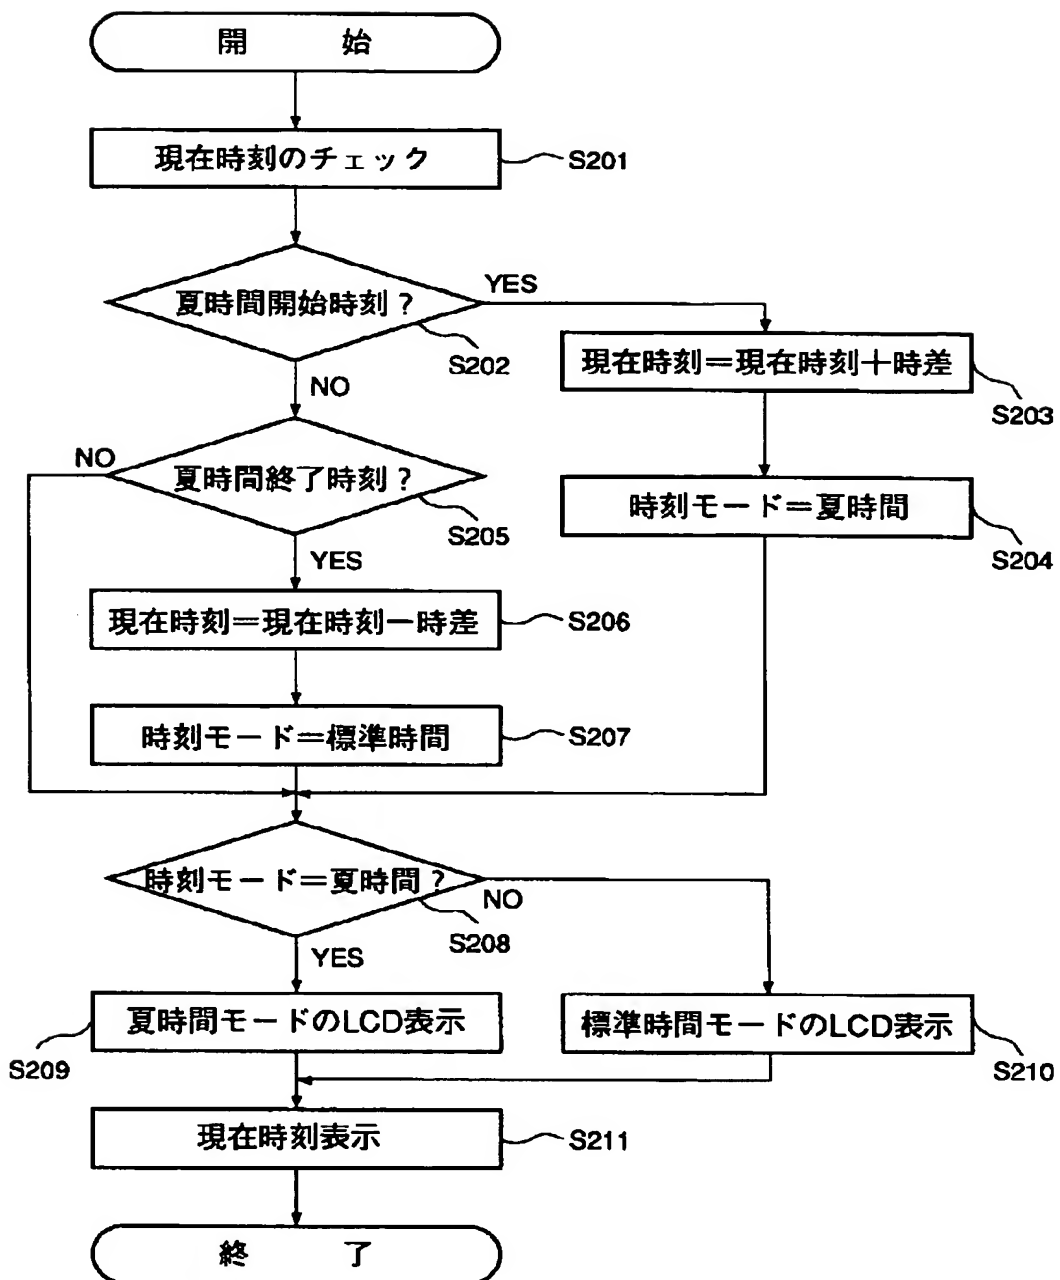 開　始
現在時刻のチェック
S201
夏時間開始時刻？
YES
S202
NO
現在時刻＝現在時刻＋時差
S203
時刻モード＝夏時間
S204
夏時間終了時刻？
NO
S205
YES
現在時刻＝現在時刻－時差
S206
時刻モード＝標準時間
S207
時刻モード＝夏時間？
NO
S208
YES
夏時間モードのLCD表示
S209
標準時間モードのLCD表示
S210
現在時刻表示
S211
終　了